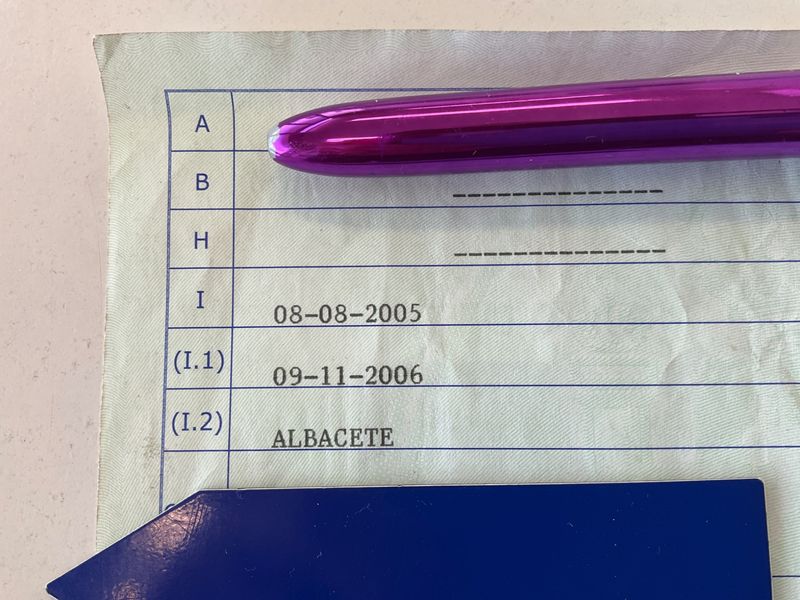 A
B --------------
H --------------
I 08-08-2005
(I.1) 09-11-2006
(I.2) ALBACETE